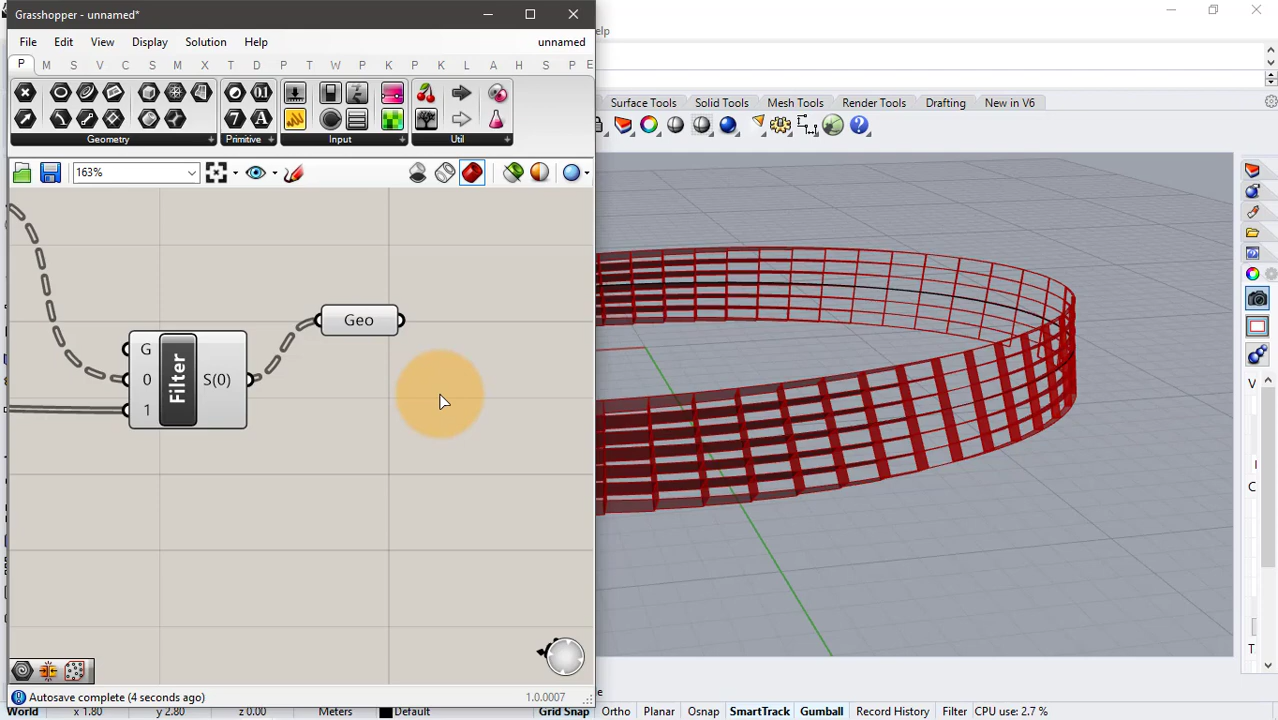 Grasshopper - unnamed*
File Edit View Display Solution Help unnamed
elp
P M S V C S M X T D P T W P K P K L A S H P E
Geometry Primitive Input Util
Surface Tools Solid Tools Mesh Tools Render Tools Drafting New in V6
163%
Geo
G
0 Filter S(0)
1
V
C
T
Autosave complete (4 seconds ago) 1.0.0007
World x 1.80 y 2.80 z 0.00 Meters Default Grid Snap Ortho Planar Osnap SmartTrack Gumball Record History Filter CPU use: 2.7 %